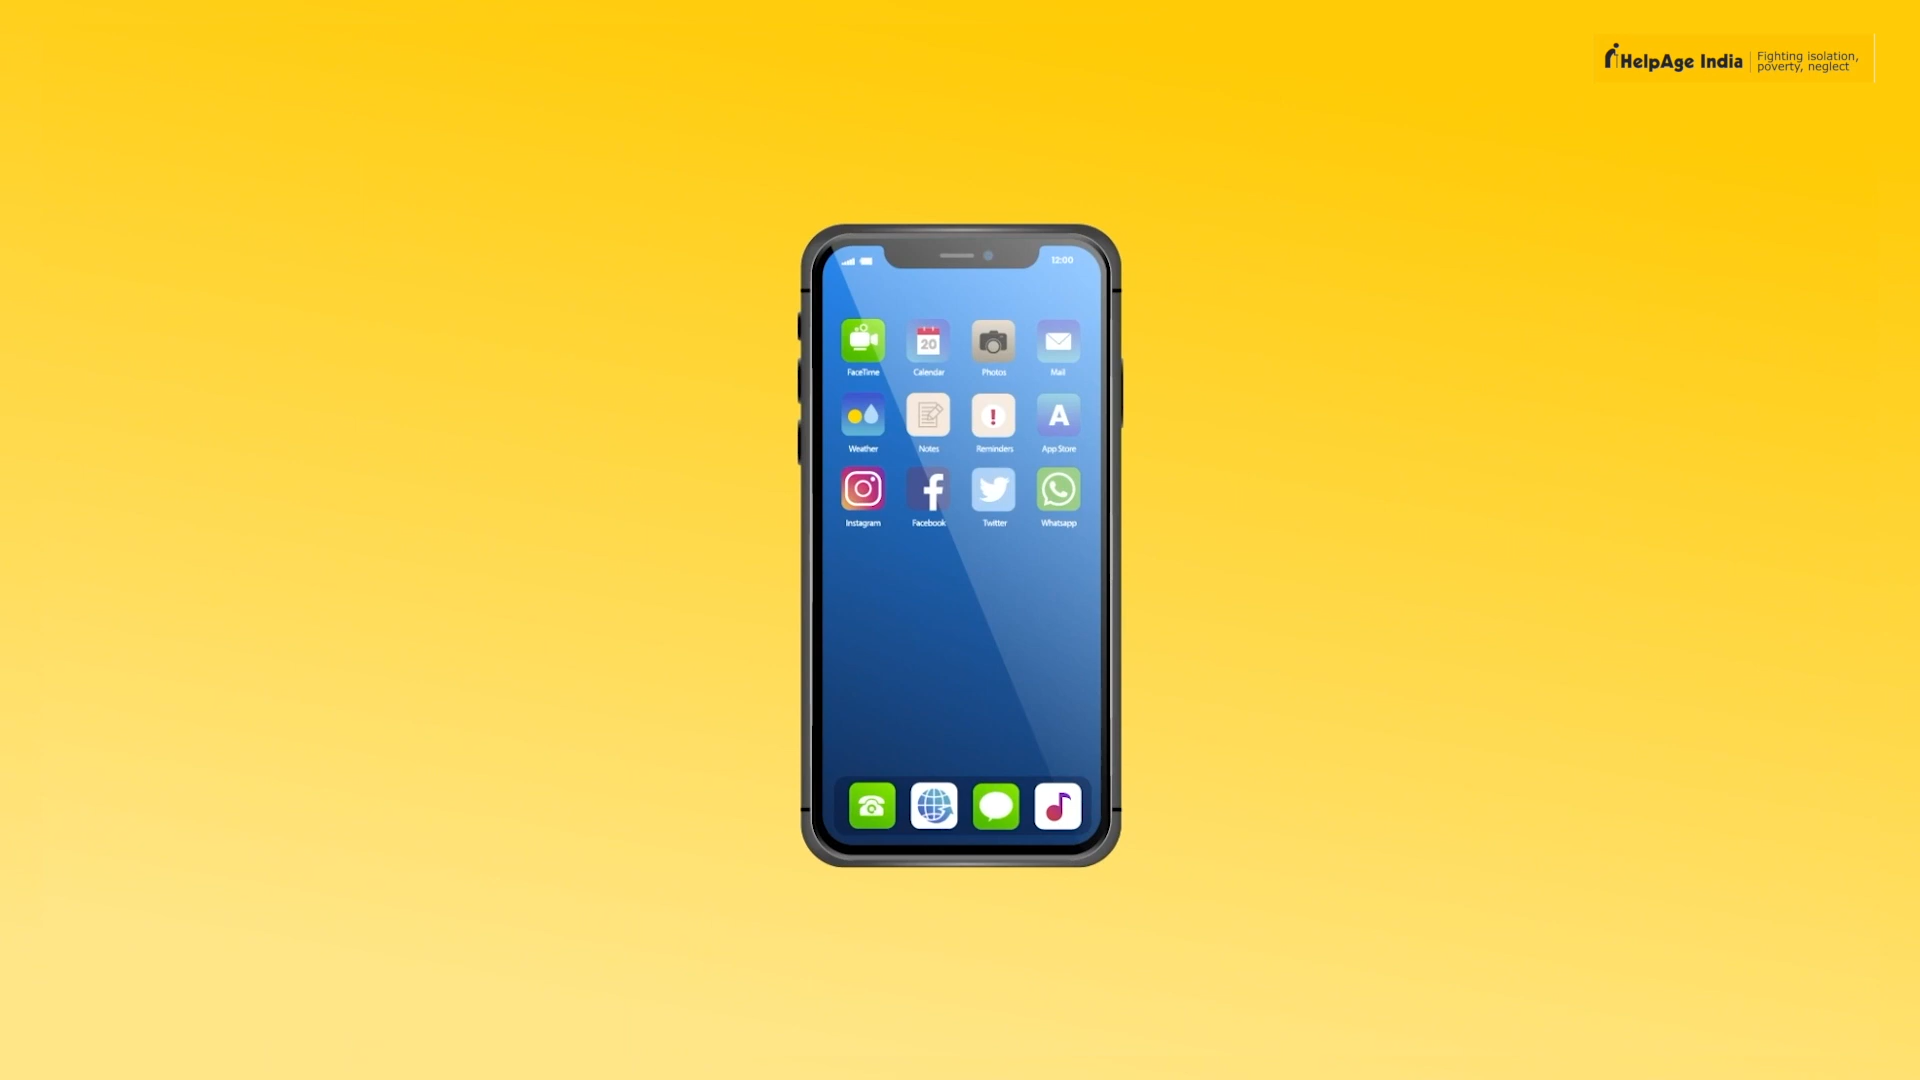 HelpAge India
Fighting isolation,
poverty, neglect
12:00
20
FaceTime Calendar Photos Mail
A
Weather Notes Reminders App Store
Instagram Facebook Twitter Whatsapp